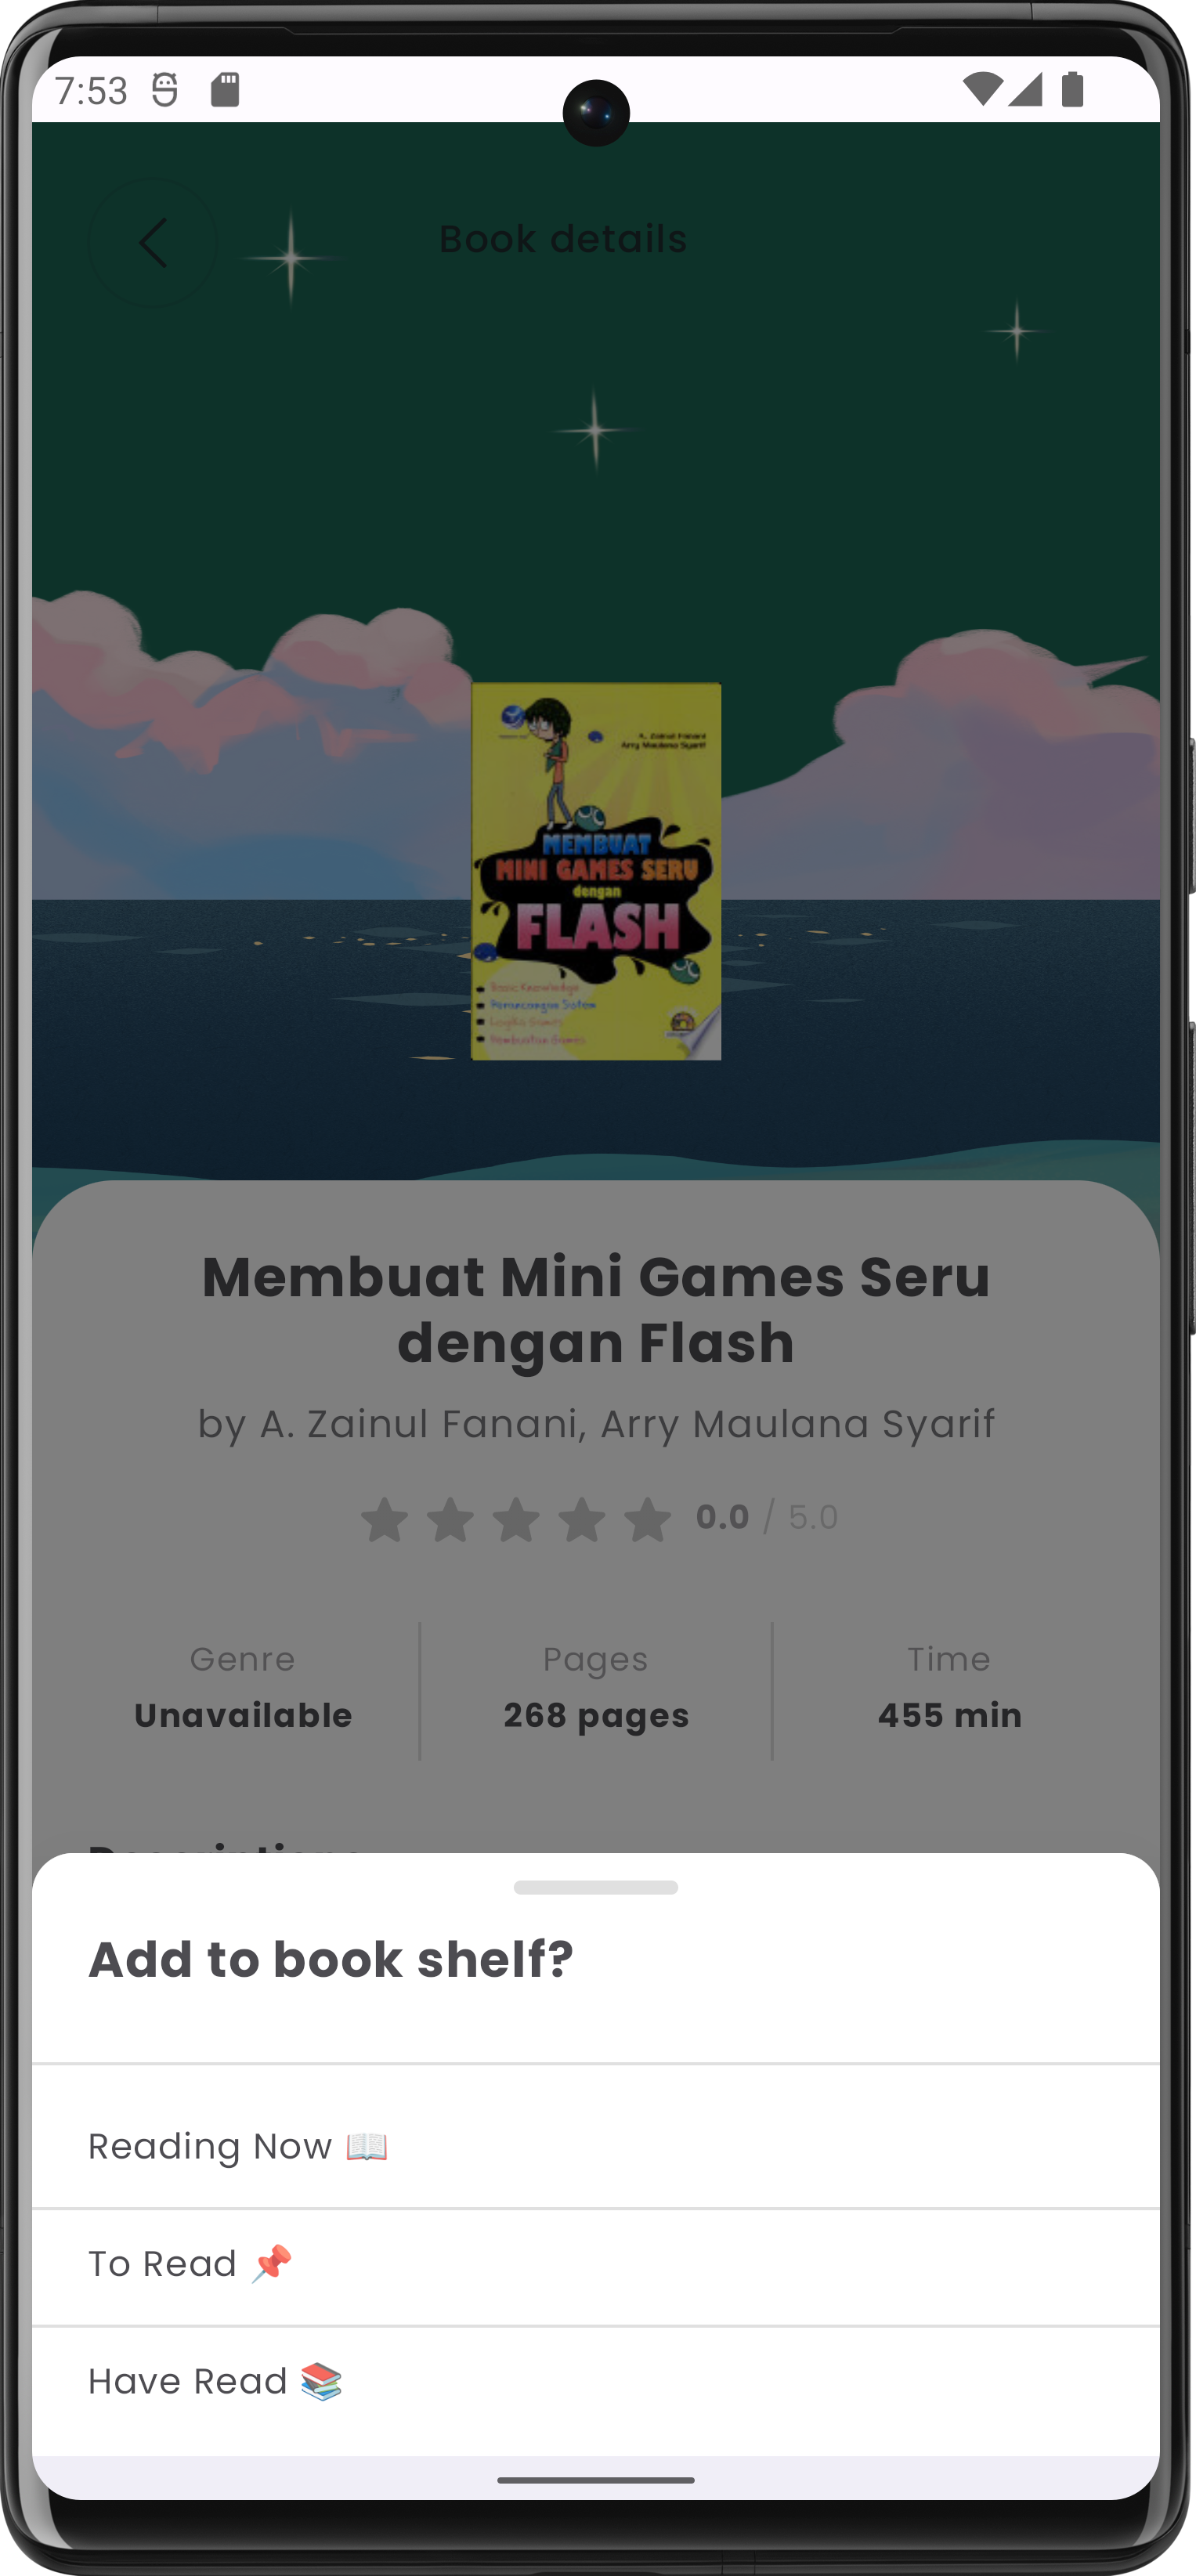 7:53
Book details
A. Zainul Fanani
Arry Maulana Syarif
MEMBUAT
MINI GAMES SERU
dengan
FLASH
Basic Knowledge
Perancangan Sistem
Logika Games
Pembuatan Games
Membuat Mini Games Seru
dengan Flash
by A. Zainul Fanani, Arry Maulana Syarif
0.0 / 5.0
Genre
Pages
Time
Unavailable
268 pages
455 min
Add to book shelf?
Reading Now 📖
To Read 📌
Have Read 📚